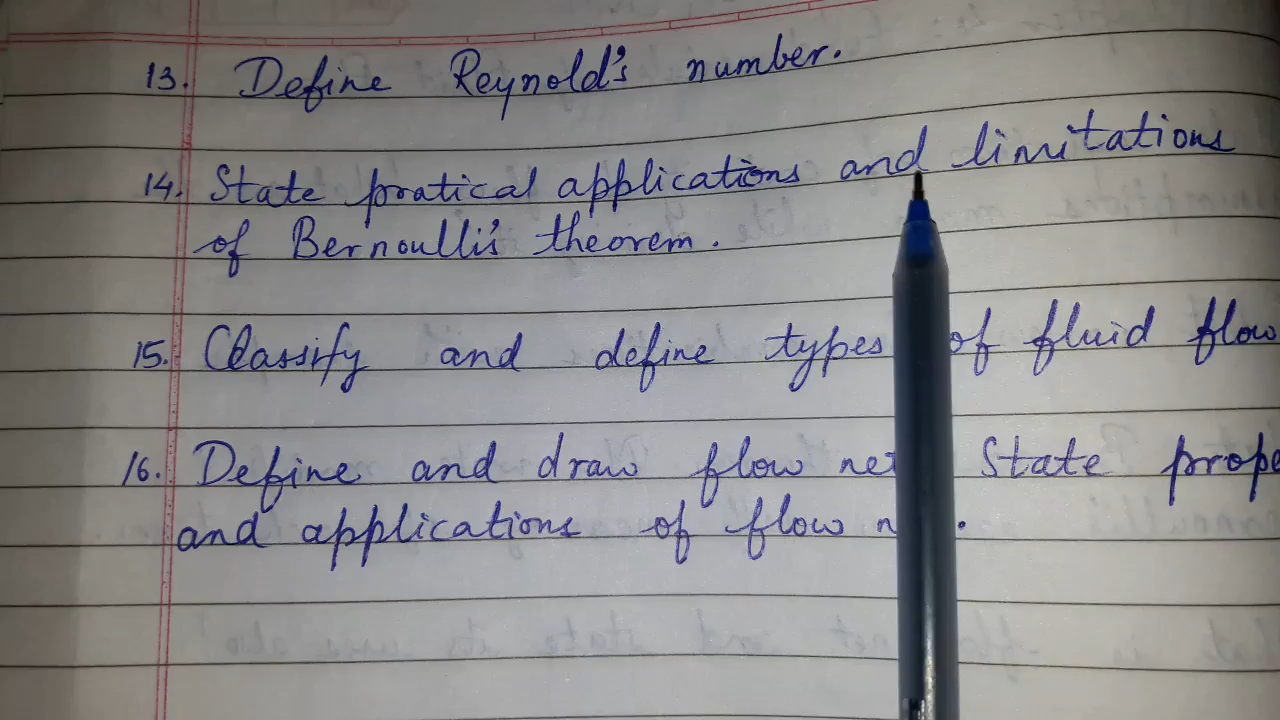 13. Define Reynold's number.
14. State pratical applications and limitations
of Bernoulli's theorem.
15. Classify and define types of fluid flow
16. Define and draw flow net State prope
and applications of flow n .